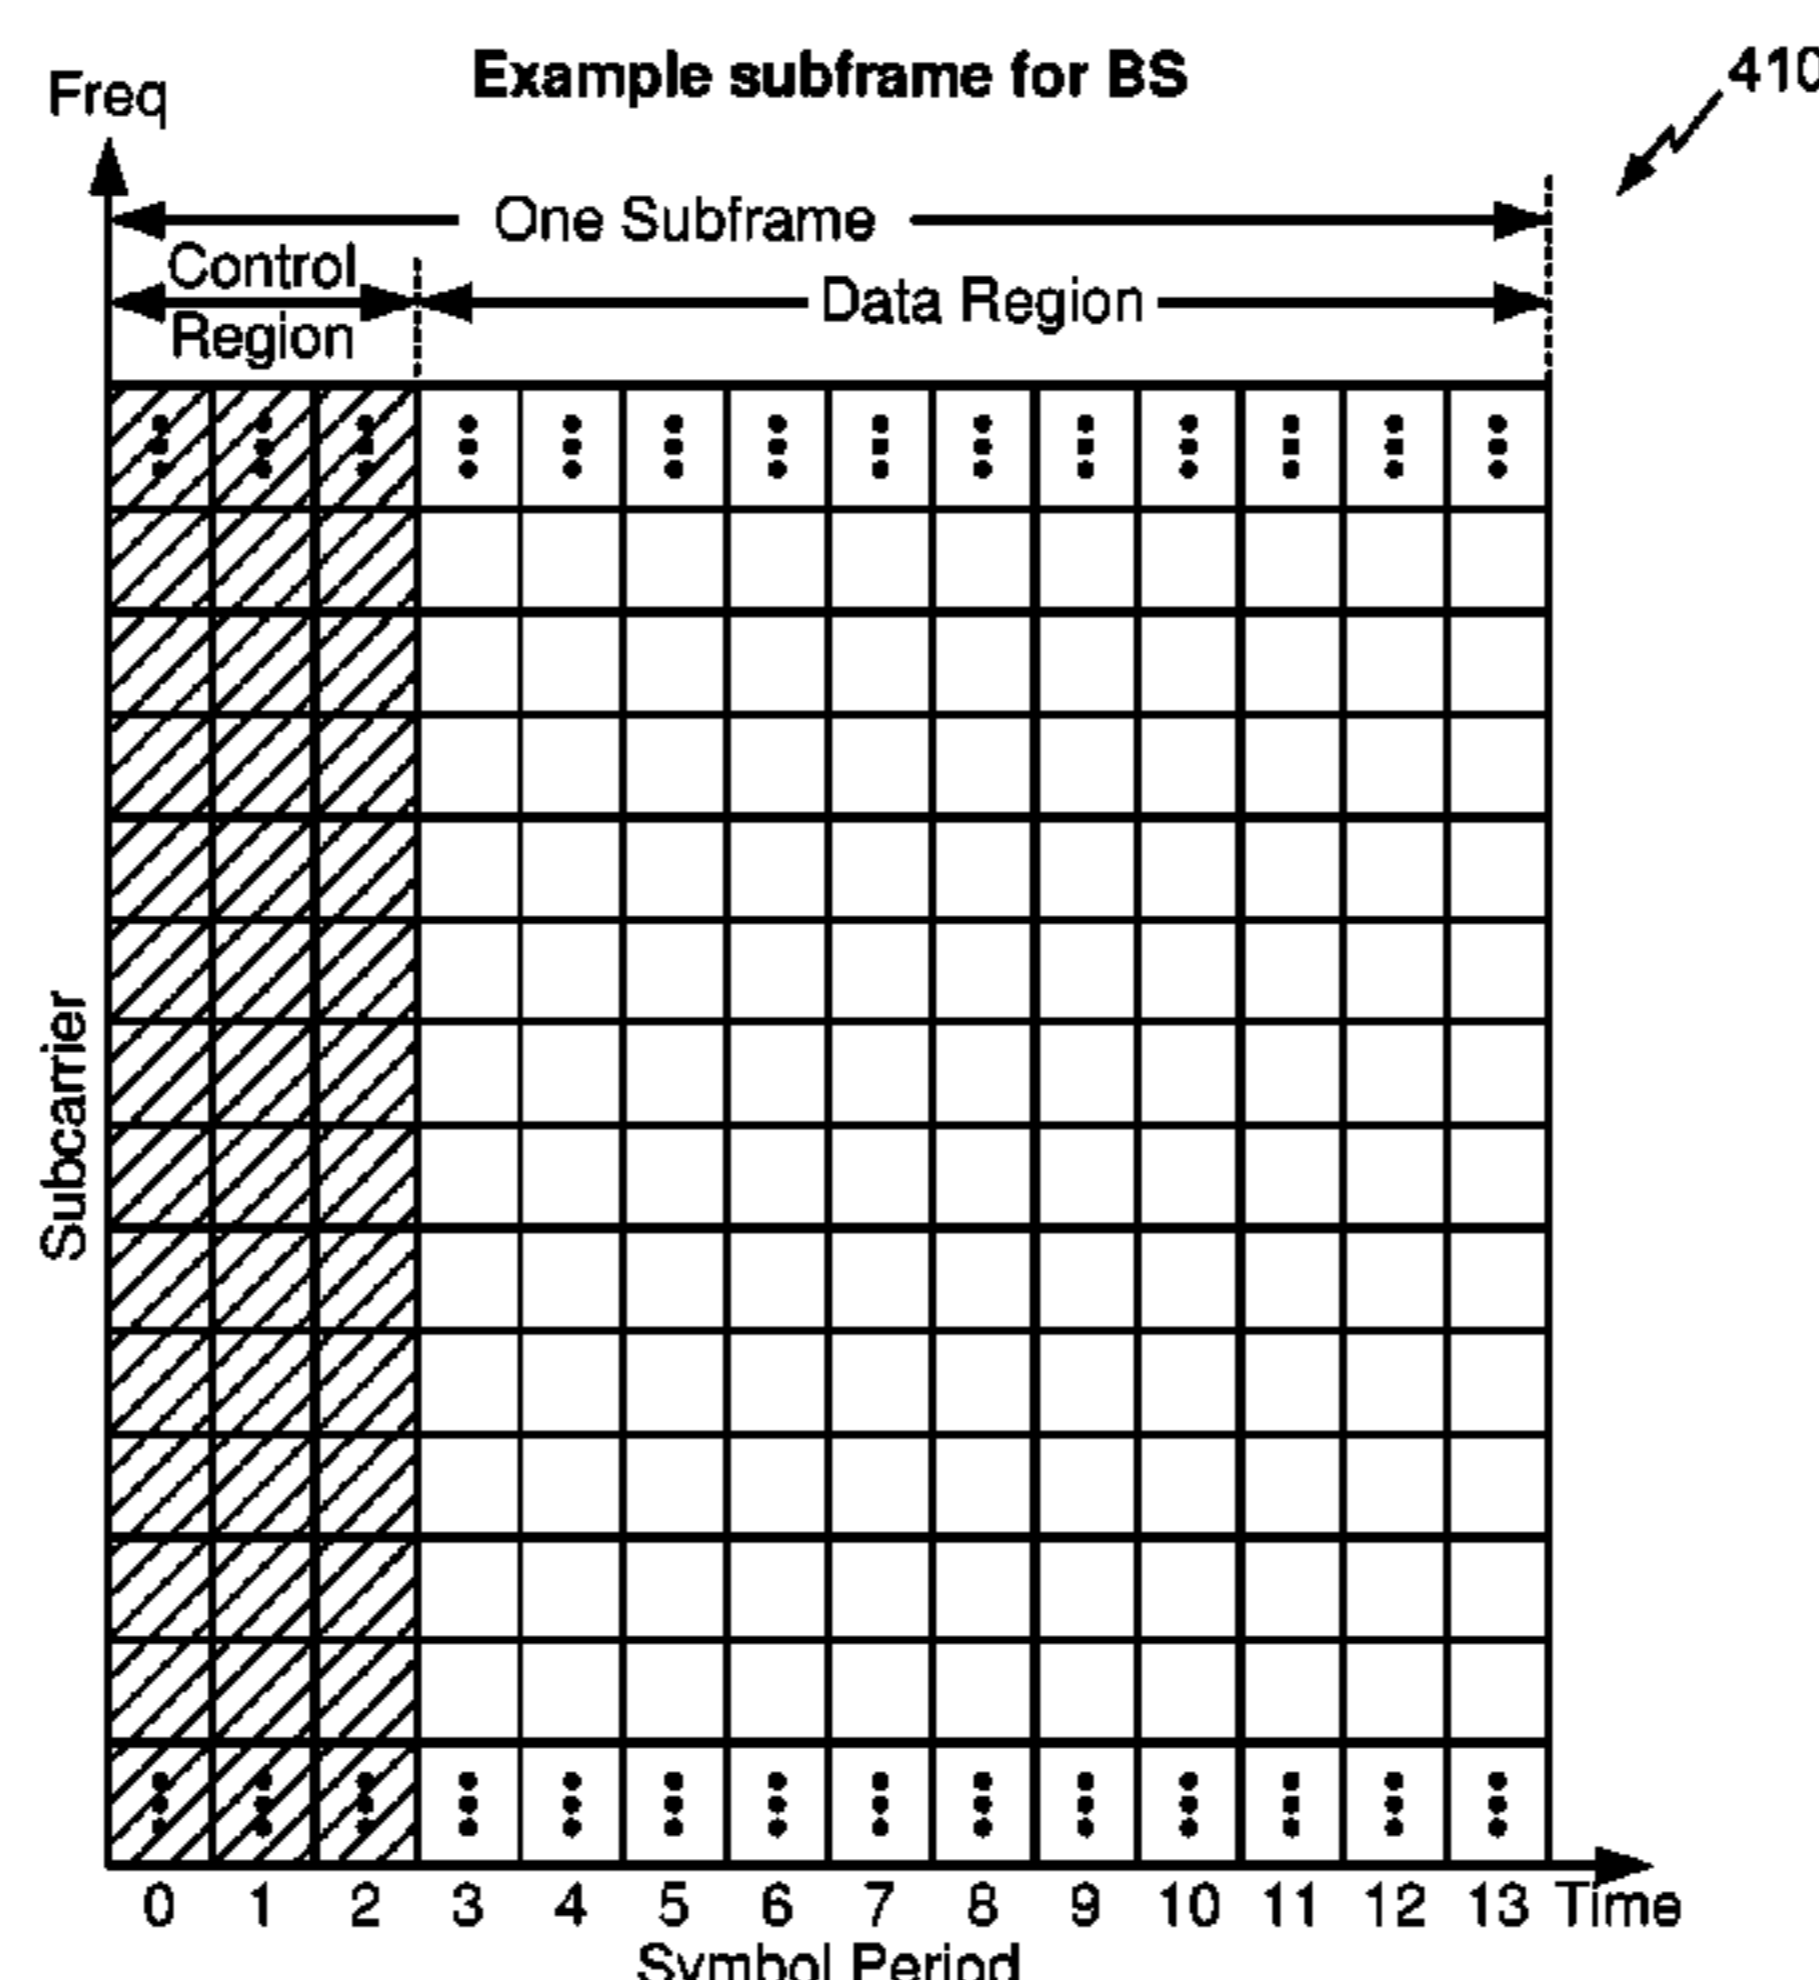 Example subframe for BS
410
Freq
One Subframe
Control
Region
Data Region
Subcarrier
0 1 2 3 4 5 6 7 8 9 10 11 12 13 Time
Symbol Period